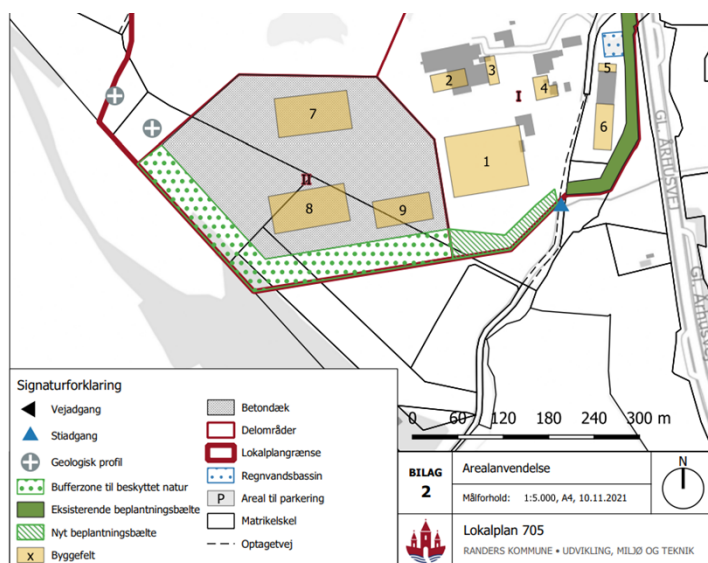 7
2
3
4
5
6
I
1
II
8
9
GL. ÅRHUSVEJ
GL. Århusvej
Signaturforklaring
Vejadgang
Stiadgang
Geologisk profil
Bufferzone til beskyttet natur
Eksisterende beplantningsbælte
Nyt beplantningsbælte
x Byggefelt
Betondæk
Delområder
Lokalplangrænse
Regnvandsbassin
P Areal til parkering
Matrikelskel
Optagetvej
0 60 120 180 240 300 m
BILAG
2
Arealanvendelse
Målforhold: 1:5.000, A4, 10.11.2021
N
Lokalplan 705
RANDERS KOMMUNE • UDVIKLING, MILJØ OG TEKNIK